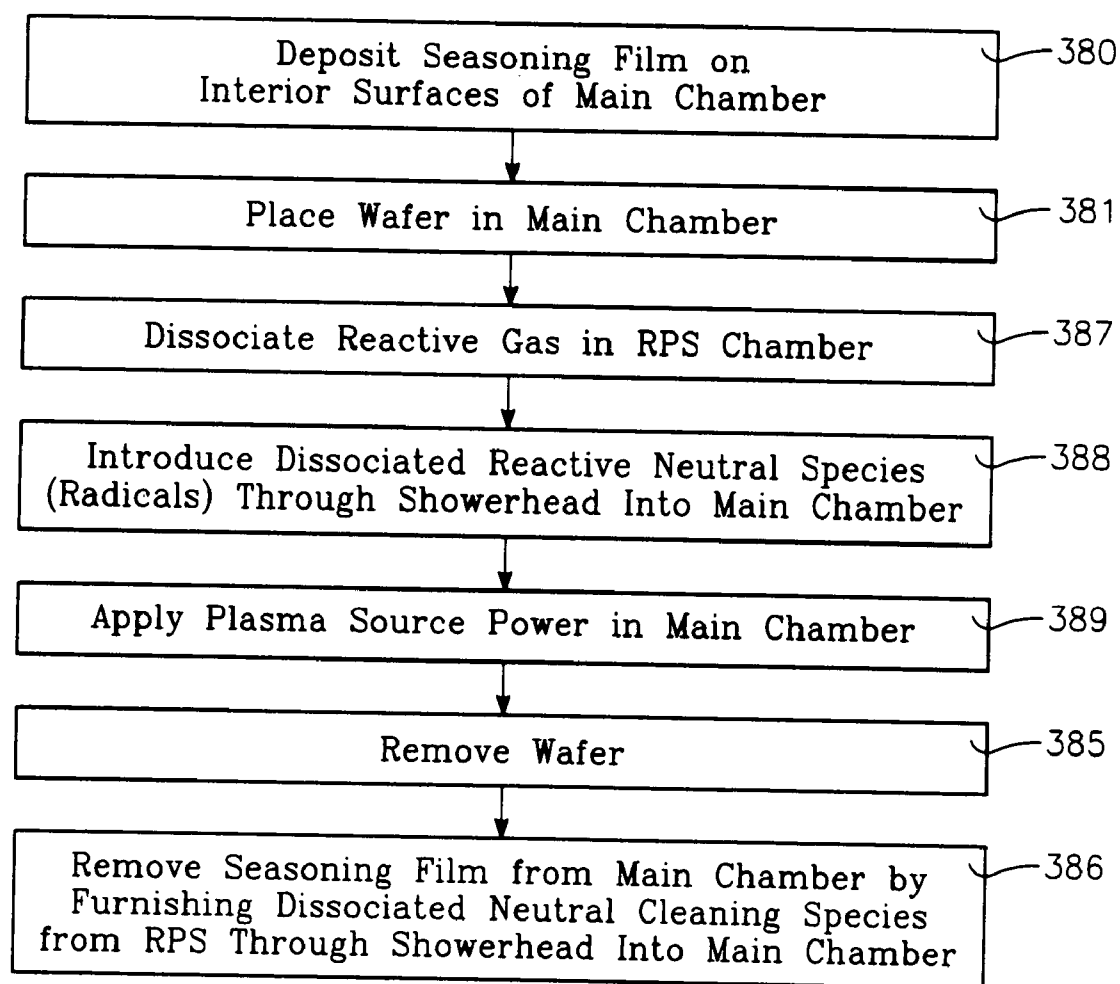 Deposit Seasoning Film on
Interior Surfaces of Main Chamber
380
Place Wafer in Main Chamber
381
Dissociate Reactive Gas in RPS Chamber
387
Introduce Dissociated Reactive Neutral Species
(Radicals) Through Showerhead Into Main Chamber
388
Apply Plasma Source Power in Main Chamber
389
Remove Wafer
385
Remove Seasoning Film from Main Chamber by
Furnishing Dissociated Neutral Cleaning Species
from RPS Through Showerhead Into Main Chamber
386